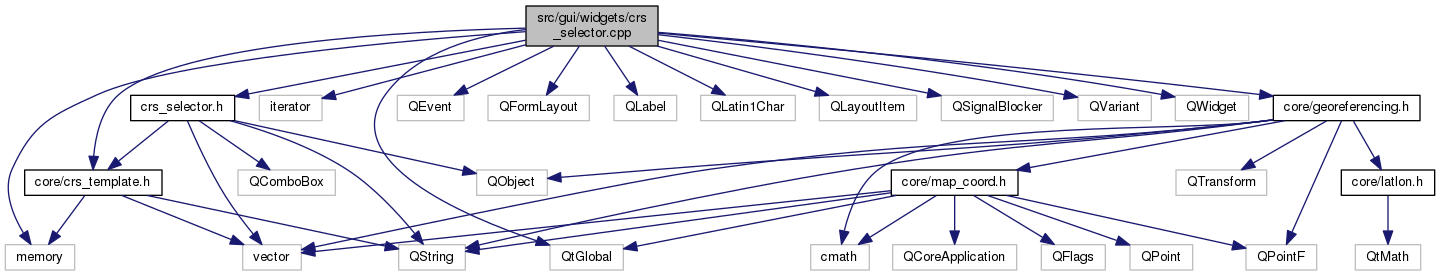 src/gui/widgets/crs
_selector.cpp
crs_selector.h
iterator
QEvent
QFormLayout
QLabel
QLatin1Char
QLayoutItem
QSignalBlocker
QVariant
QWidget
core/georeferencing.h
core/crs_template.h
QComboBox
QObject
core/map_coord.h
QTransform
core/latlon.h
memory
vector
QString
QtGlobal
cmath
QCoreApplication
QFlags
QPoint
QPointF
QtMath